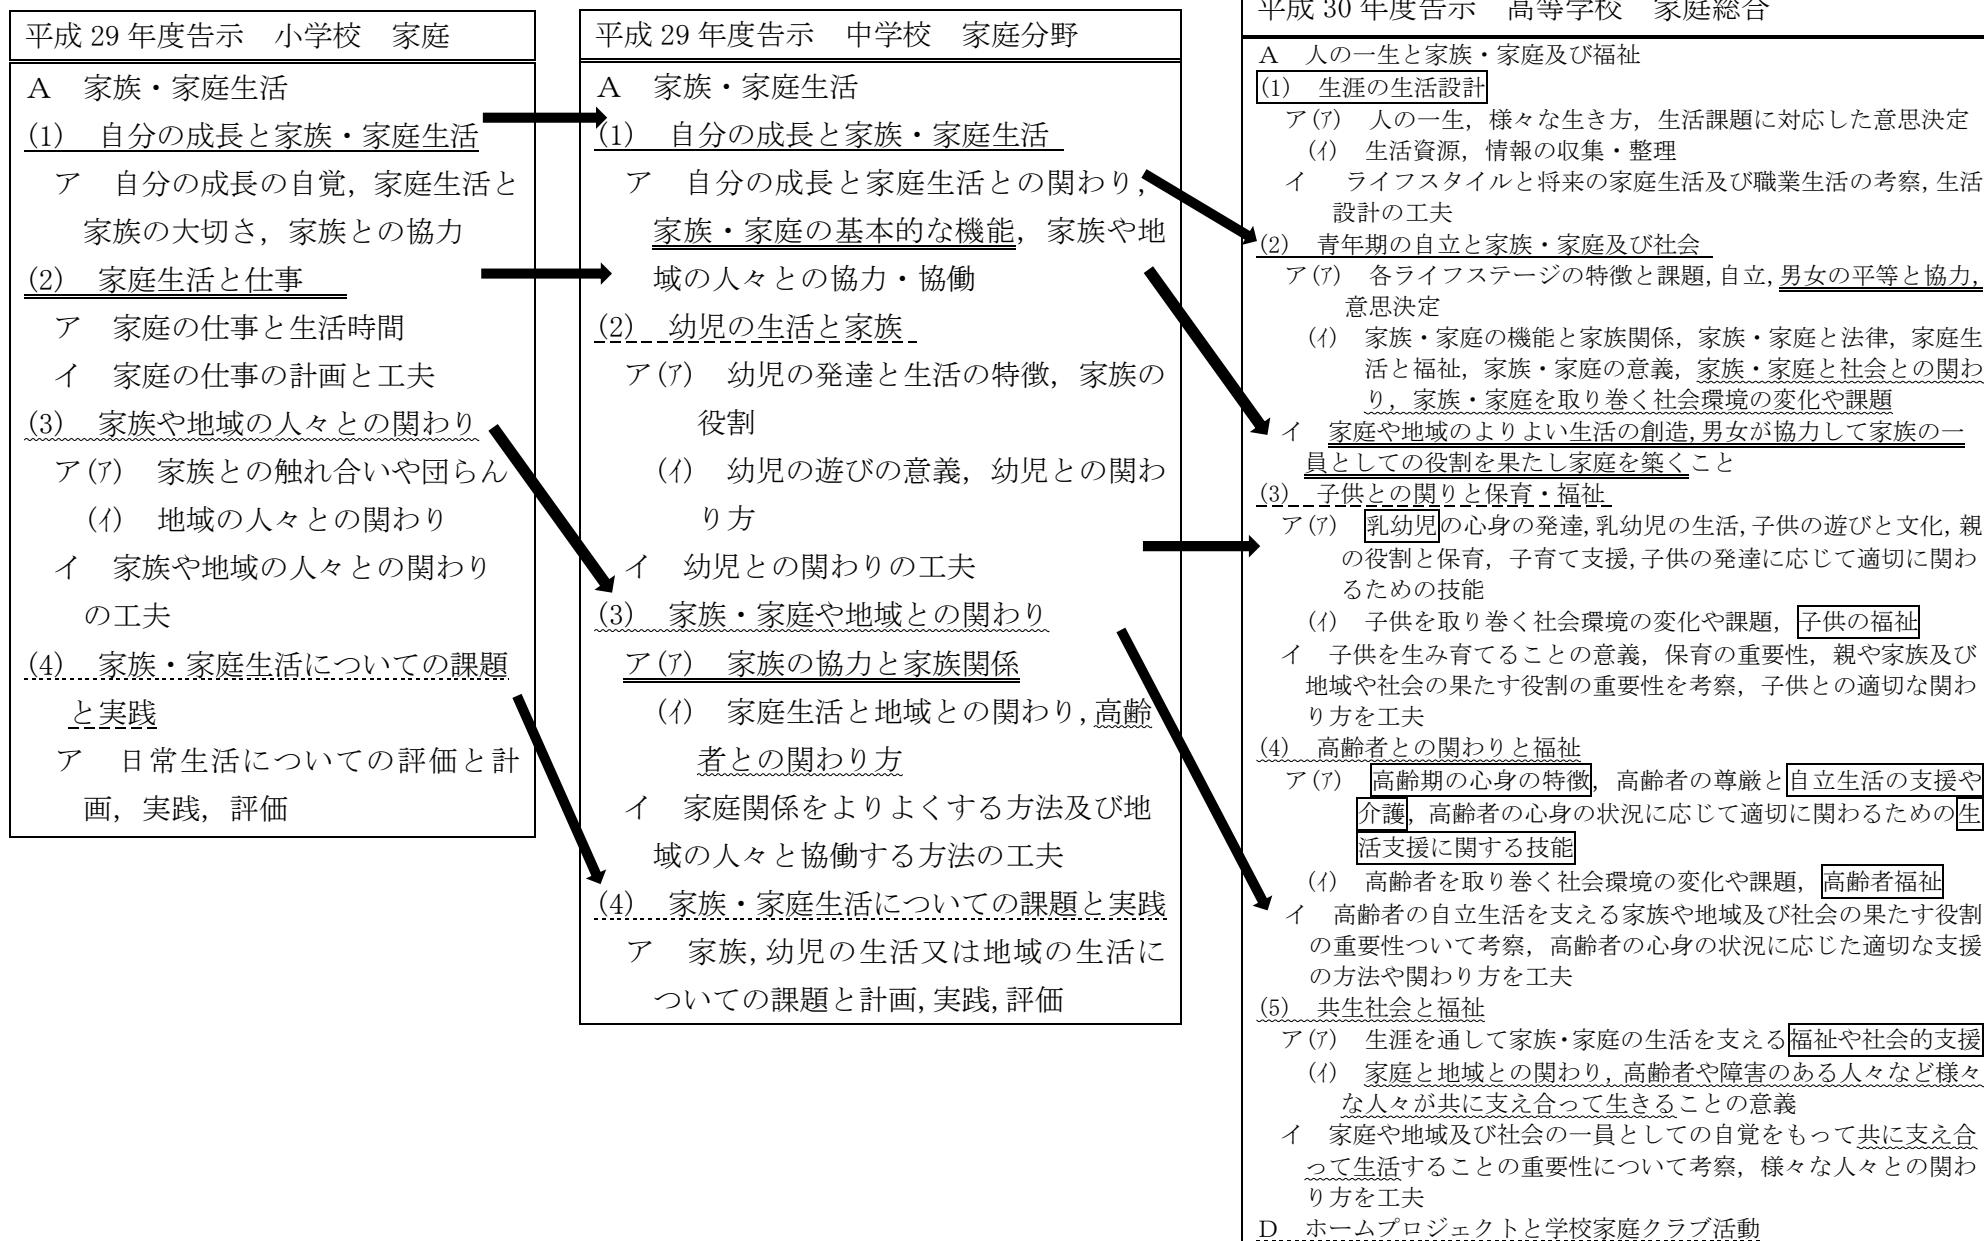 平成 29 年度告示　小学校　家庭
A　家族・家庭生活
(1)　自分の成長と家族・家庭生活
ア　自分の成長の自覚，家庭生活と
家族の大切さ，家族との協力
(2)　家庭生活と仕事
ア　家庭の仕事と生活時間
イ　家庭の仕事の計画と工夫
(3)　家族や地域の人々との関わり
ア(ｱ)　家族との触れ合いや団らん
(ｲ)　地域の人々との関わり
イ　家族や地域の人々との関わり
の工夫
(4)　家族・家庭生活についての課題
と実践
ア　日常生活についての評価と計
画，実践，評価
平成 29 年度告示　中学校　家庭分野
A　家族・家庭生活
(1)　自分の成長と家族・家庭生活
ア　自分の成長と家庭生活との関わり，
家族・家庭の基本的な機能，家族や地
域の人々との協力・協働
(2)　幼児の生活と家族
ア(ｱ)　幼児の発達と生活の特徴，家族の
役割
(ｲ)　幼児の遊びの意義，幼児との関わ
り方
イ　幼児との関わりの工夫
(3)　家族・家庭や地域との関わり
ア(ｱ)　家族の協力と家族関係
(ｲ)　家庭生活と地域との関わり，高齢
者との関わり方
イ　家庭関係をよりよくする方法及び地
域の人々と協働する方法の工夫
(4)　家族・家庭生活についての課題と実践
ア　家族，幼児の生活又は地域の生活に
ついての課題と計画，実践，評価
平成 30 年度告示　高等学校　家庭総合
A　人の一生と家族・家庭及び福祉
(1)　生涯の生活設計
ア(ｱ)　人の一生，様々な生き方，生活課題に対応した意思決定
(ｲ)　生活資源，情報の収集・整理
イ　ライフスタイルと将来の家庭生活及び職業生活の考察，生活
設計の工夫
(2)　青年期の自立と家族・家庭及び社会
ア(ｱ)　各ライフステージの特徴と課題，自立，男女の平等と協力，
意思決定
(ｲ)　家族・家庭の機能と家族関係，家族・家庭と法律，家庭生
活と福祉，家族・家庭の意義，家族・家庭と社会との関わ
り，家族・家庭を取り巻く社会環境の変化や課題
イ　家庭や地域のよりよい生活の創造，男女が協力して家族の一
員としての役割を果たし家庭を築くこと
(3)　子供との関りと保育・福祉
ア(ｱ)　乳幼児の心身の発達，乳幼児の生活，子供の遊びと文化，親
の役割と保育，子育て支援，子供の発達に応じて適切に関わ
るための技能
(ｲ)　子供を取り巻く社会環境の変化や課題，子供の福祉
イ　子供を生み育てることの意義，保育の重要性，親や家族及び
地域や社会の果たす役割の重要性を考察，子供との適切な関わ
り方を工夫
(4)　高齢者との関わりと福祉
ア(ｱ)　高齢期の心身の特徴，高齢者の尊厳と自立生活の支援や
介護，高齢者の心身の状況に応じて適切に関わるための生
活支援に関する技能
(ｲ)　高齢者を取り巻く社会環境の変化や課題，高齢者福祉
イ　高齢者の自立生活を支える家族や地域及び社会の果たす役割
の重要性ついて考察，高齢者の心身の状況に応じた適切な支援
の方法や関わり方を工夫
(5)　共生社会と福祉
ア(ｱ)　生涯を通して家族・家庭の生活を支える福祉や社会的支援
(ｲ)　家庭と地域との関わり，高齢者や障害のある人々など様々
な人々が共に支え合って生きることの意義
イ　家庭や地域及び社会の一員としての自覚をもって共に支え合
って生活することの重要性について考察，様々な人々との関わ
り方を工夫
D　ホームプロジェクトと学校家庭クラブ活動